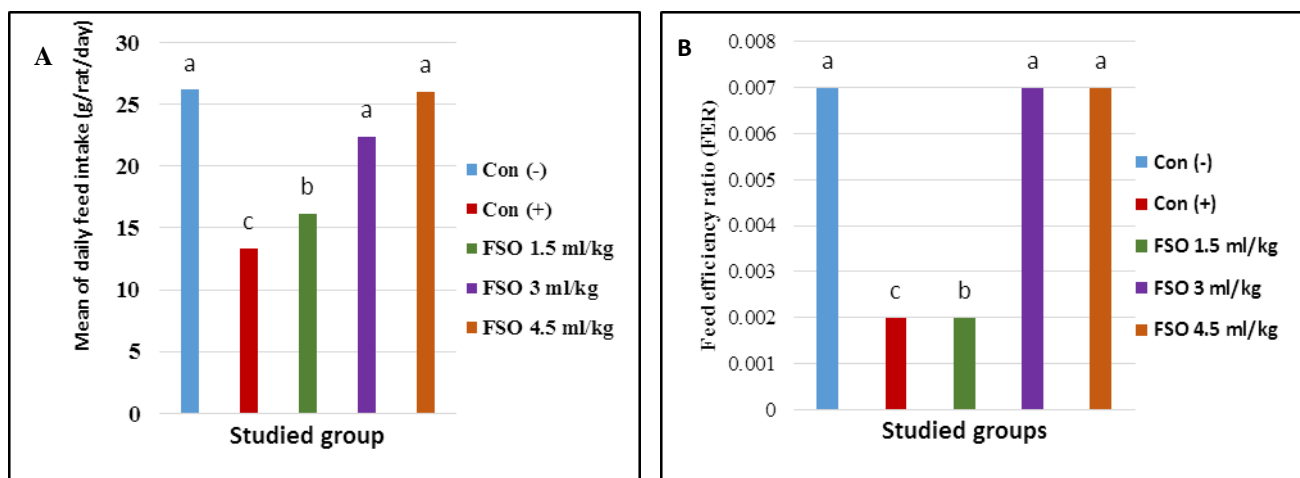 A
Mean of daily feed intake (g/rat/day)
30
25
20
15
10
5
0
a
c
b
a
a
Studied group
Con (-)
Con (+)
FSO 1.5 ml/kg
FSO 3 ml/kg
FSO 4.5 ml/kg
B
Feed efficiency ratio (FER)
0.008
0.007
0.006
0.005
0.004
0.003
0.002
0.001
0
a
c
b
a
a
Studied groups
Con (-)
Con (+)
FSO 1.5 ml/kg
FSO 3 ml/kg
FSO 4.5 ml/kg